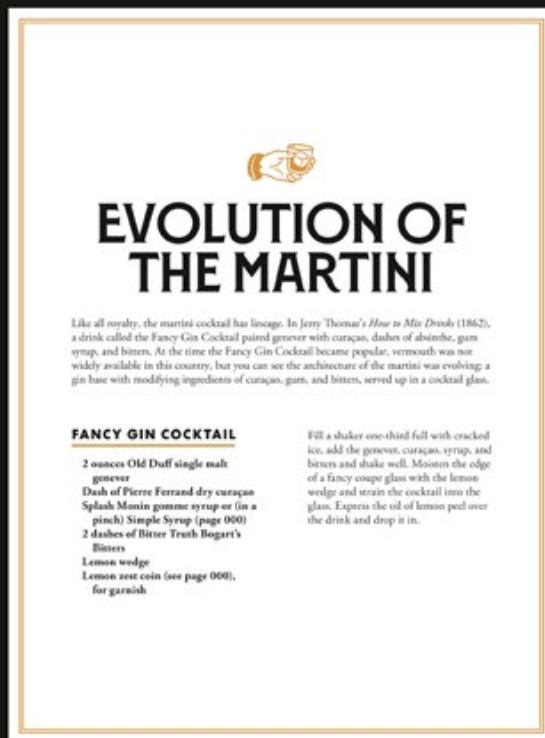 EVOLUTION OF
THE MARTINI
Like all royalty, the martini cocktail has lineage. In Jerry Thomas's How to Mix Drinks (1862),
a drink called the Fancy Gin Cocktail paired genever with curaçao, dashes of absinthe, gum
syrup, and bitters. At the time the Fancy Gin Cocktail became popular, vermouth was not
widely available in this country, but you can see the architecture of the martini was evolving: a
gin base with modifying ingredients of curaçao, gum, and bitters, served up in a cocktail glass.
FANCY GIN COCKTAIL
2 ounces Old Duff single malt
genever
Dash of Pierre Ferrand dry curaçao
Splash Monin gomme syrup or (in a
pinch) Simple Syrup (page 000)
2 dashes of Bitter Truth Bogart's
Bitters
Lemon wedge
Lemon zest coin (see page 000),
for garnish
Fill a shaker one-third full with cracked
ice, add the genever, curaçao, syrup, and
bitters and shake well. Moisten the edge
of a fancy coupe glass with the lemon
wedge and strain the cocktail into the
glass. Express the oil of lemon peel over
the drink and drop it in.